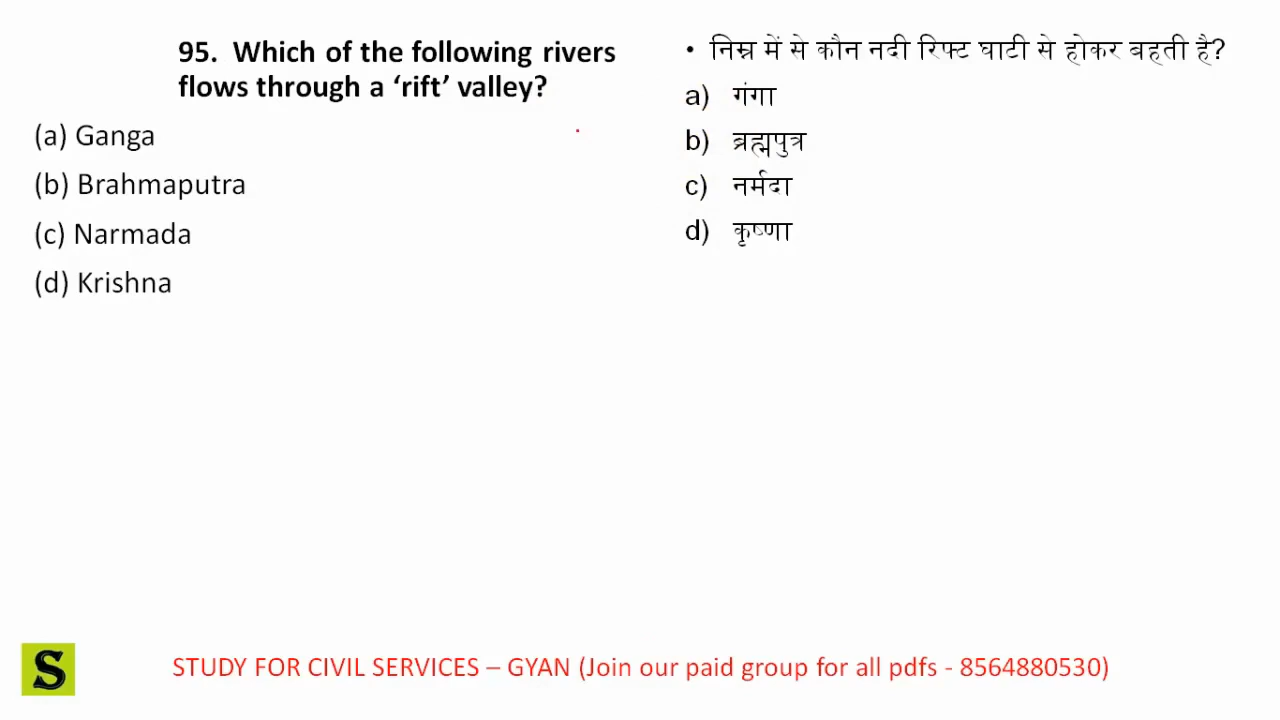 95. Which of the following rivers
flows through a ‘rift’ valley?
(a) Ganga
(b) Brahmaputra
(c) Narmada
(d) Krishna
• निम्न में से कौन नदी रिफ्ट घाटी से होकर बहती है?
a) गंगा
b) ब्रह्मपुत्र
c) नर्मदा
d) कृष्णा
S
STUDY FOR CIVIL SERVICES – GYAN (Join our paid group for all pdfs - 8564880530)